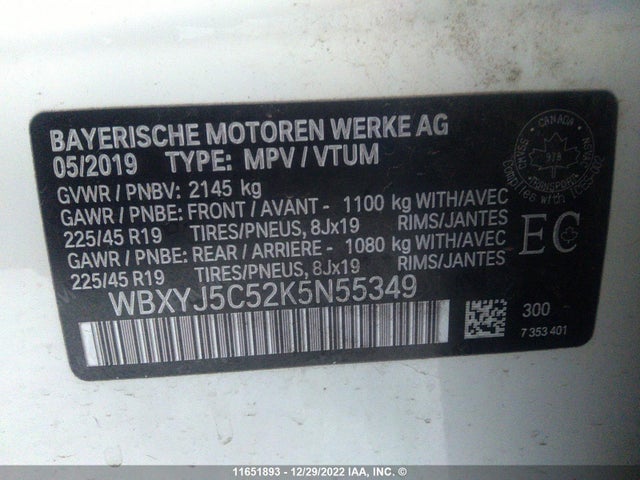 BAYERISCHE MOTOREN WERKE AG
05/2019 TYPE: MPV / VTUM
GVWR / PNBV: 2145 kg
GAWR / PNBE: FRONT / AVANT - 1100 kg WITH/AVEC
225/45 R19 TIRES/PNEUS, 8Jx19 RIMS/JANTES
GAWR / PNBE: REAR / ARRIERE - 1080 kg WITH/AVEC
225/45 R19 TIRES/PNEUS, 8Jx19 RIMS/JANTES
WBXYJ5C52K5N55349
CANADA
978
TRANSPORT
EC
300
7 353 401
11651893 - 12/29/2022 IAA, INC. ©